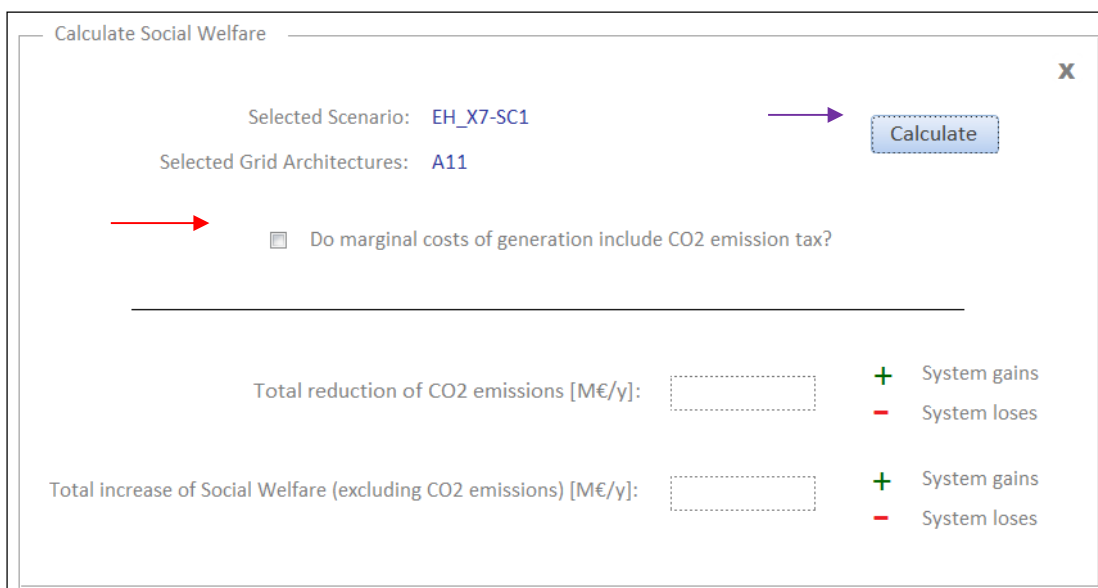 Calculate Social Welfare
x
Selected Scenario: EH_X7-SC1
Calculate
Selected Grid Architectures: A11
Do marginal costs of generation include CO2 emission tax?
Total reduction of CO2 emissions [M€/y]:
+ System gains
− System loses
Total increase of Social Welfare (excluding CO2 emissions) [M€/y]:
+ System gains
− System loses